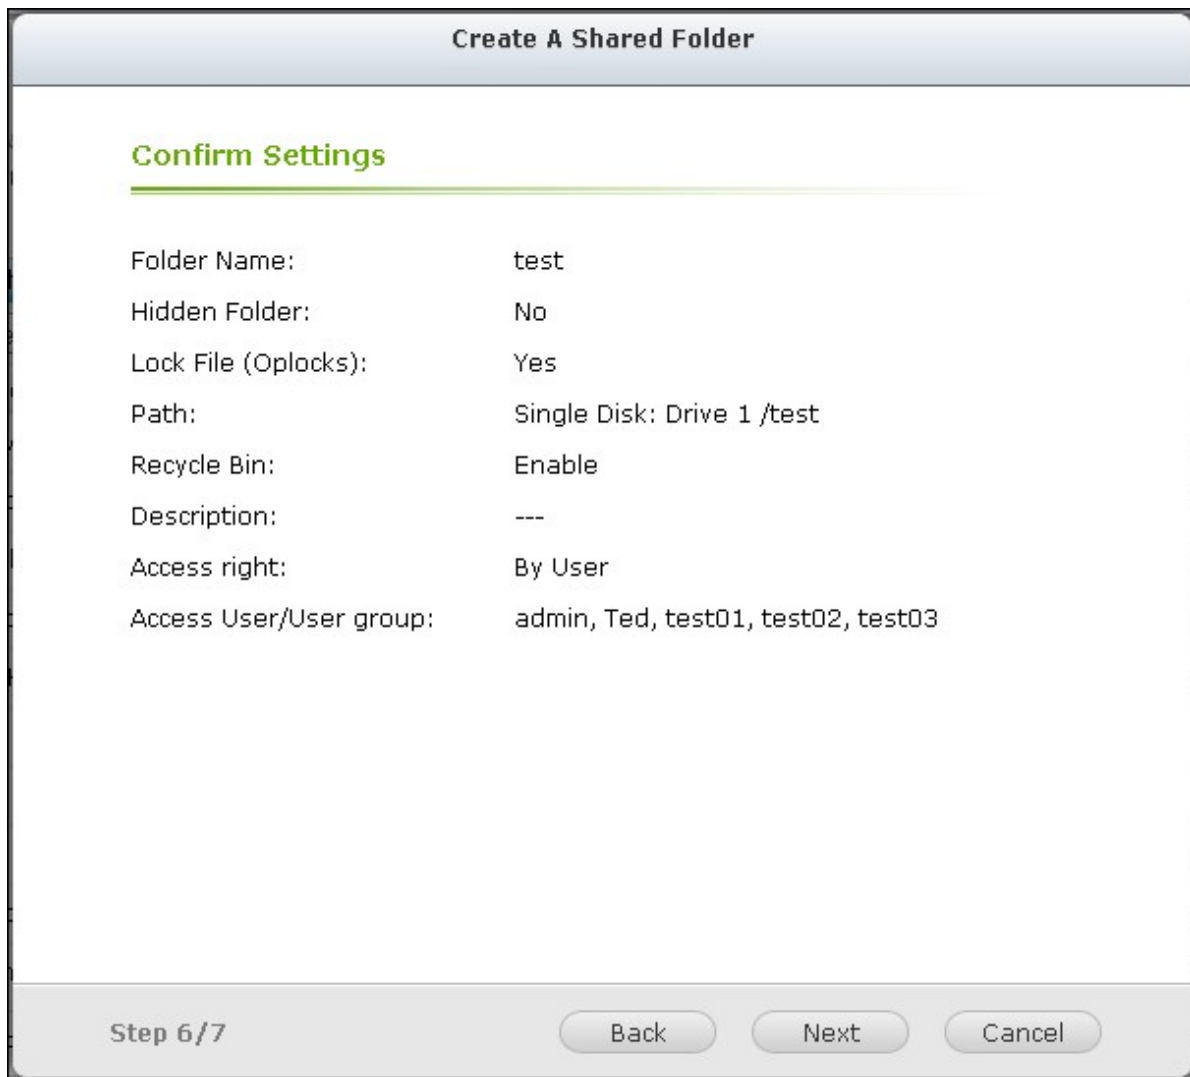 Create A Shared Folder
Confirm Settings
Folder Name: test
Hidden Folder: No
Lock File (Oplocks): Yes
Path: Single Disk: Drive 1 /test
Recycle Bin: Enable
Description: ---
Access right: By User
Access User/User group: admin, Ted, test01, test02, test03
Step 6/7 Back Next Cancel